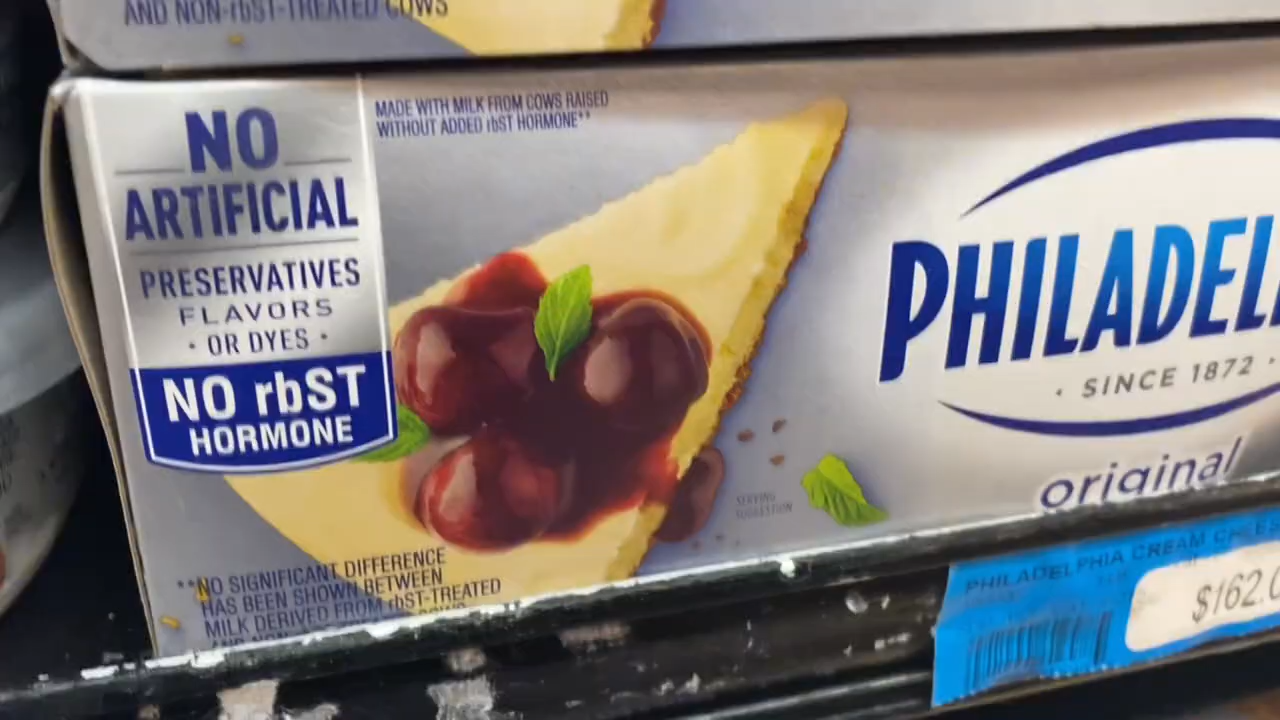 AND NON-rbST-TREATED COWS
NO
ARTIFICIAL
PRESERVATIVES
FLAVORS
· OR DYES ·
NO rbST
HORMONE
MADE WITH MILK FROM COWS RAISED
WITHOUT ADDED rbST HORMONE**
PHILADEL
· SINCE 1872 ·
original
SERVING
SUGGESTION
**NO SIGNIFICANT DIFFERENCE
HAS BEEN SHOWN BETWEEN
MILK DERIVED FROM rbST-TREATED
PHILADELPHIA CREAM CHEES
$162.0